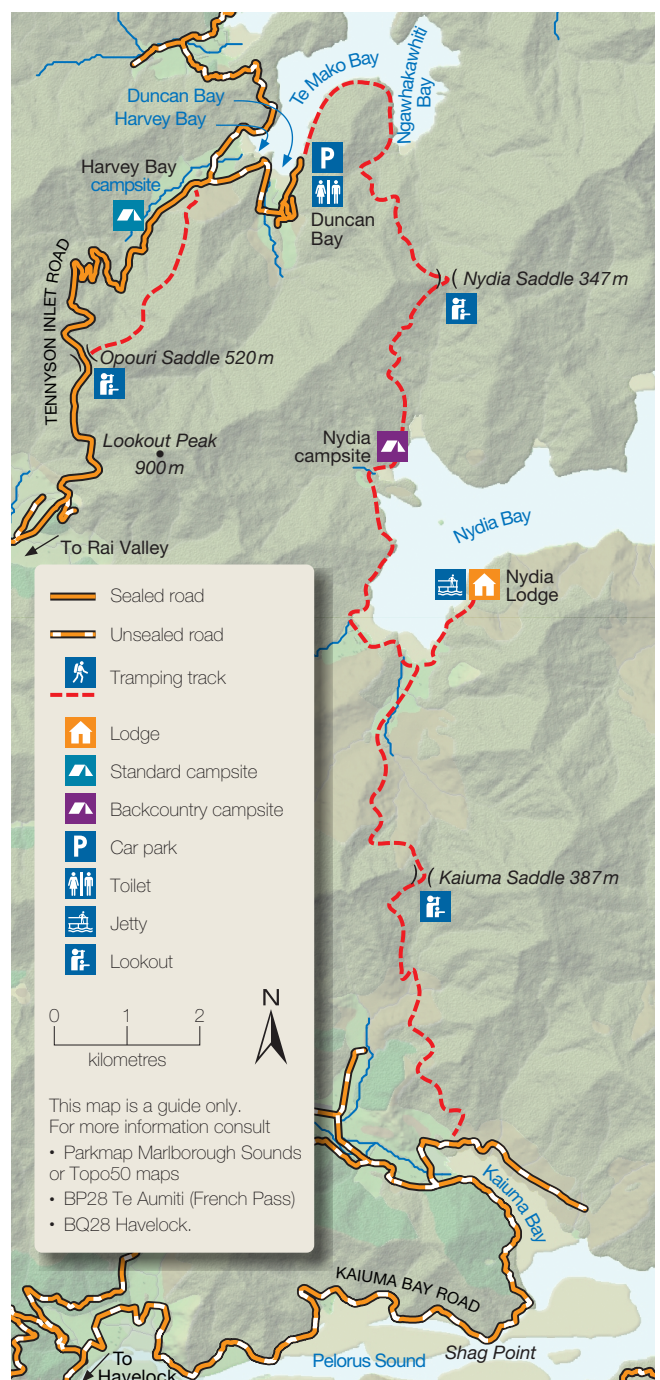 Te Mako Bay
Ngawhakawhiti
Bay
Duncan Bay
Harvey Bay
Harvey Bay
campsite
P
Duncan
Bay
Nydia Saddle 347 m
TENNYSON INLET ROAD
Opouri Saddle 520 m
Lookout Peak
900 m
Nydia
campsite
Nydia Bay
To Rai Valley
Nydia
Lodge
Sealed road
Unsealed road
Tramping track
Lodge
Standard campsite
Backcountry campsite
P Car park
Toilet
Jetty
Lookout
Kaiuma Saddle 387 m
N
0 1 2
kilometres
This map is a guide only.
For more information consult
• Parkmap Marlborough Sounds
or Topo50 maps
• BP28 Te Aumiti (French Pass)
• BQ28 Havelock.
Kaiuma
Bay
KAIUMA BAY ROAD
Shag Point
Pelorus Sound
To
Havelock